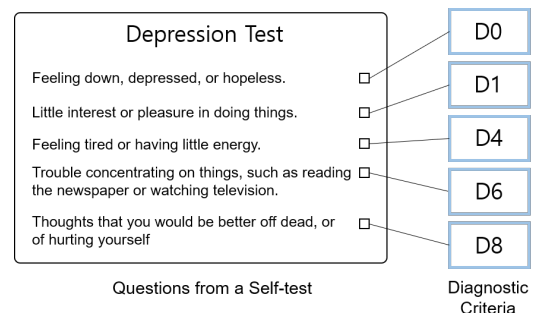 Depression Test
Feeling down, depressed, or hopeless.
Little interest or pleasure in doing things.
Feeling tired or having little energy.
Trouble concentrating on things, such as reading
the newspaper or watching television.
Thoughts that you would be better off dead, or
of hurting yourself
D0
D1
D4
D6
D8
Questions from a Self-test
Diagnostic
Criteria